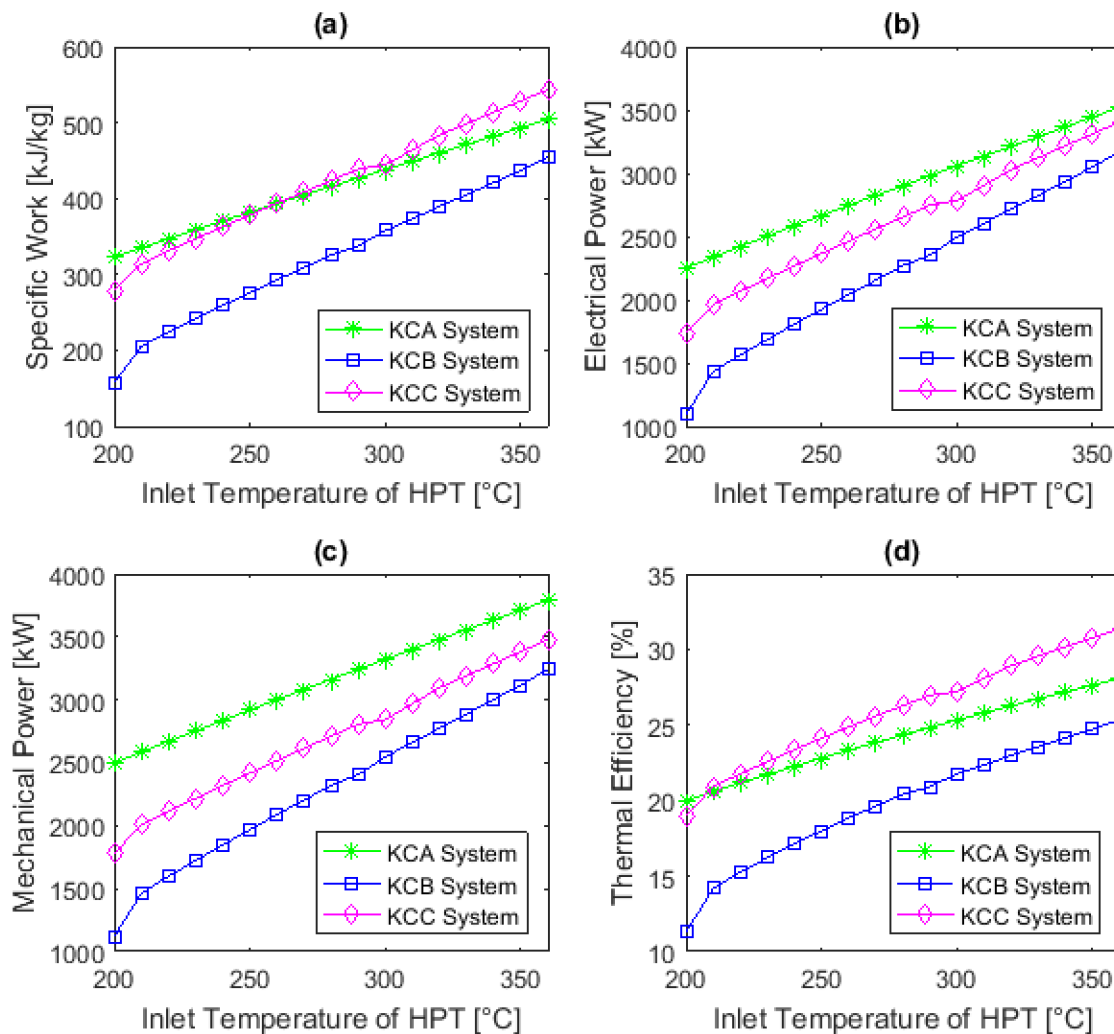 (a)
600
500
400
300
200
100
Specific Work [kJ/kg]
KCA System
KCB System
KCC System
200
250
300
350
Inlet Temperature of HPT [°C]
(b)
4000
3500
3000
2500
2000
1500
1000
Electrical Power [kW]
KCA System
KCB System
KCC System
200
250
300
350
Inlet Temperature of HPT [°C]
(c)
4000
3500
3000
2500
2000
1500
1000
Mechanical Power [kW]
KCA System
KCB System
KCC System
200
250
300
350
Inlet Temperature of HPT [°C]
(d)
35
30
25
20
15
10
Thermal Efficiency [%]
KCA System
KCB System
KCC System
200
250
300
350
Inlet Temperature of HPT [°C]